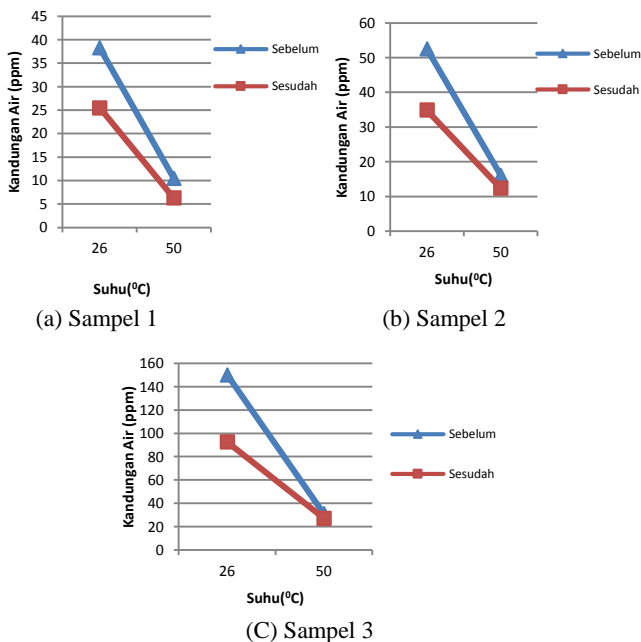 45
40
35
30
25
20
15
10
5
0
Kandungan Air (ppm)
26
50
Suhu(⁰C)
Sebelum
Sesudah
(a) Sampel 1
60
50
40
30
20
10
0
Kandungan Air (ppm)
26
50
Suhu(⁰C)
Sebelum
Sesudah
(b) Sampel 2
160
140
120
100
80
60
40
20
0
Kandungan Air (ppm)
26
50
Suhu(⁰C)
Sebelum
Sesudah
(C) Sampel 3